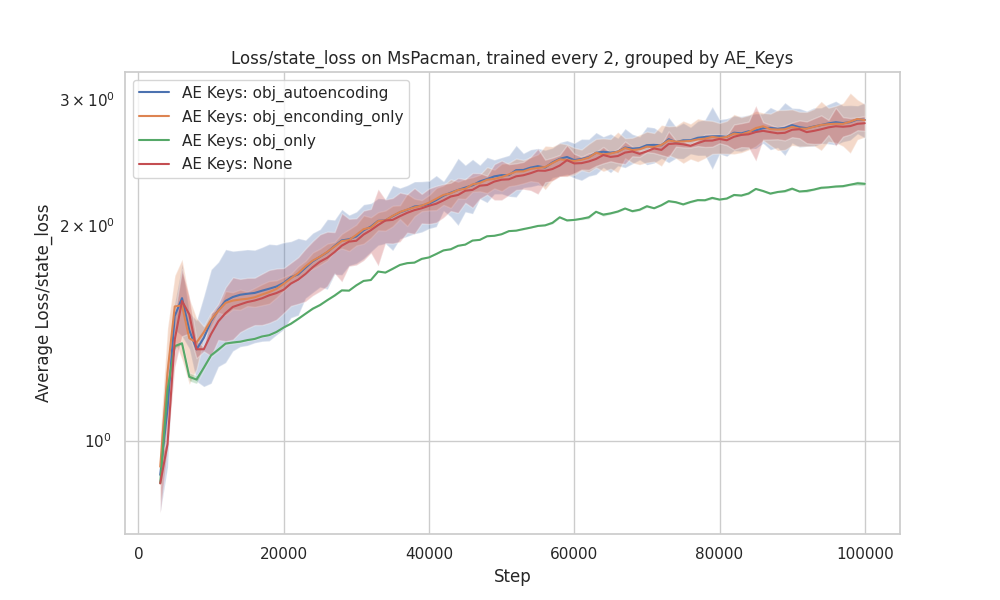 Loss/state_loss on MsPacman, trained every 2, grouped by AE_Keys
AE Keys: obj_autoencoding
AE Keys: obj_enconding_only
AE Keys: obj_only
AE Keys: None
3 × 10⁰
2 × 10⁰
10⁰
Average Loss/state_loss
0
20000
40000
60000
80000
100000
Step